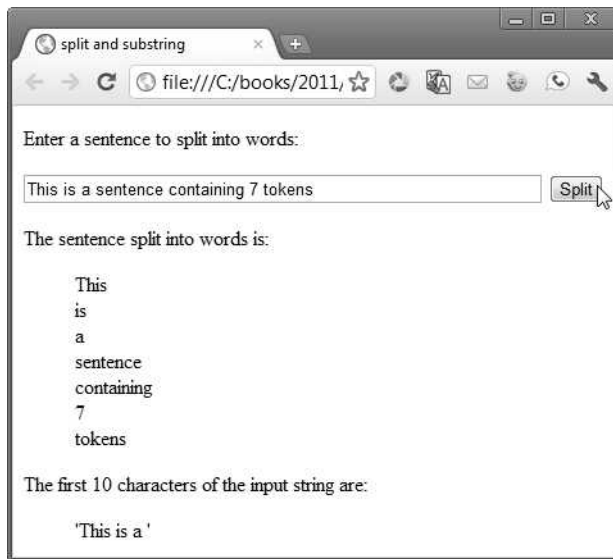 split and substring
file:///C:/books/2011,
Enter a sentence to split into words:
This is a sentence containing 7 tokens
Split
The sentence split into words is:
This
is
a
sentence
containing
7
tokens
The first 10 characters of the input string are:
'This is a '